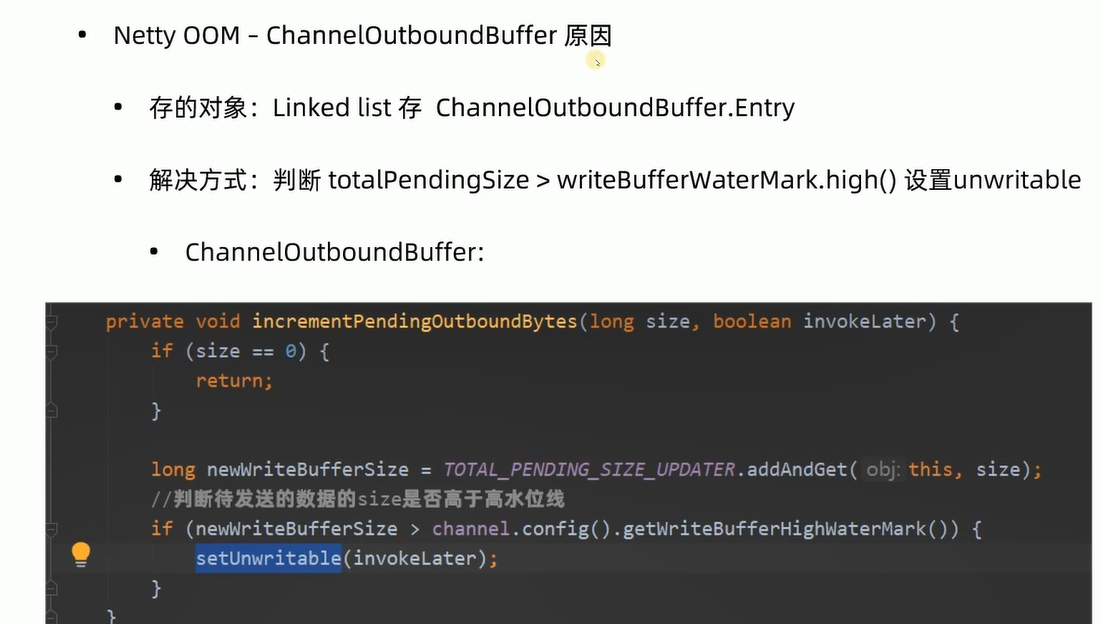 • Netty OOM – ChannelOutboundBuffer 原因
• 存的对象：Linked list 存 ChannelOutboundBuffer.Entry
• 解决方式：判断 totalPendingSize > writeBufferWaterMark.high() 设置unwritable
• ChannelOutboundBuffer:
private void incrementPendingOutboundBytes(long size, boolean invokeLater) {
if (size == 0) {
return;
}
long newWriteBufferSize = TOTAL_PENDING_SIZE_UPDATER.addAndGet( obj: this, size);
//判断待发送的数据的size是否高于高水位线
if (newWriteBufferSize > channel.config().getWriteBufferHighWaterMark()) {
setUnwritable(invokeLater);
}
}